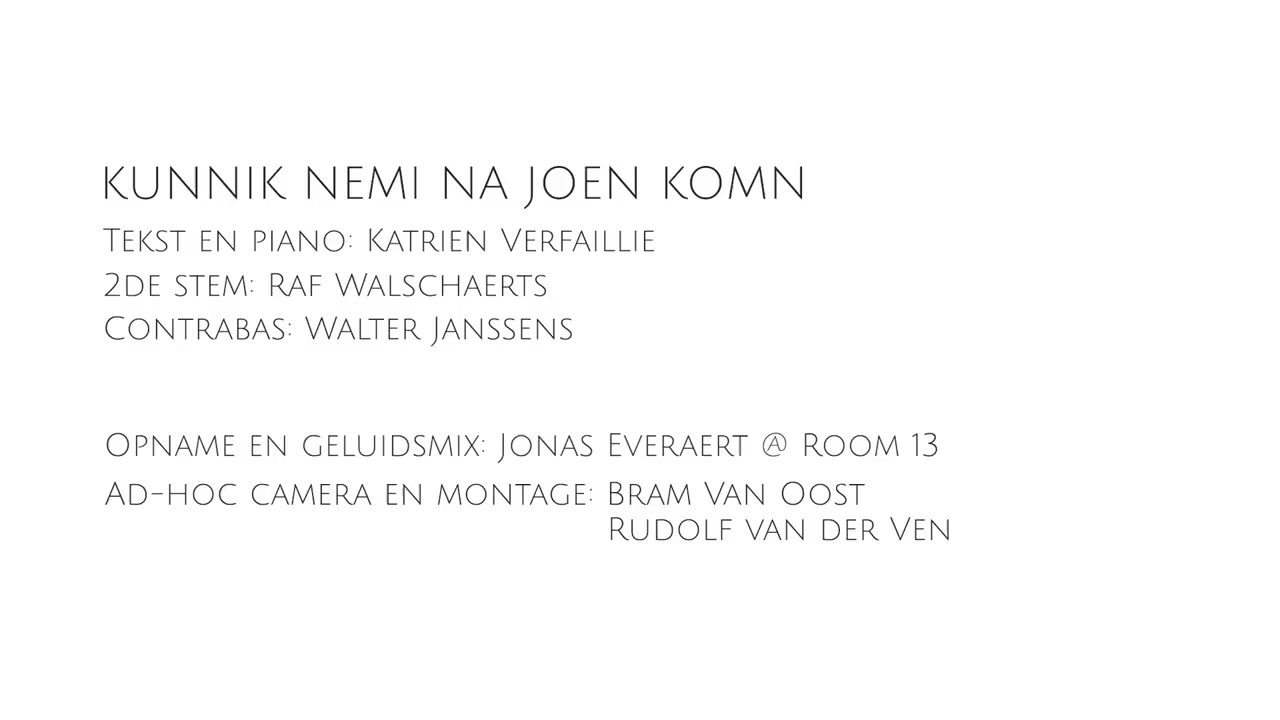 KUNNIK NEMI NA JOEN KOMN
TEKST EN PIANO: KATRIEN VERFAILLIE
2DE STEM: RAF WALSCHAERTS
CONTRABAS: WALTER JANSSENS
OPNAME EN GELUIDSMIX: JONAS EVERAERT @ ROOM 13
AD-HOC CAMERA EN MONTAGE: BRAM VAN OOST
RUDOLF VAN DER VEN